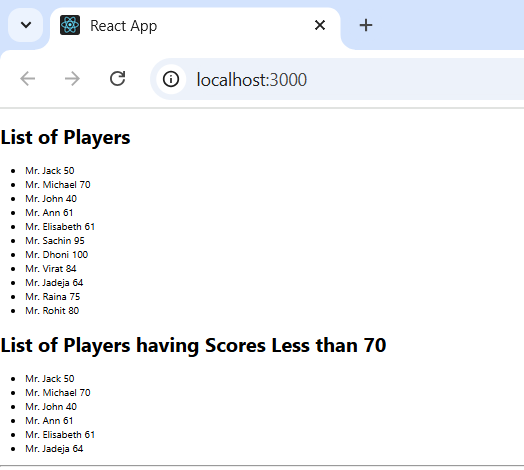 React App
localhost:3000
List of Players
Mr. Jack 50
Mr. Michael 70
Mr. John 40
Mr. Ann 61
Mr. Elisabeth 61
Mr. Sachin 95
Mr. Dhoni 100
Mr. Virat 84
Mr. Jadeja 64
Mr. Raina 75
Mr. Rohit 80
List of Players having Scores Less than 70
Mr. Jack 50
Mr. Michael 70
Mr. John 40
Mr. Ann 61
Mr. Elisabeth 61
Mr. Jadeja 64